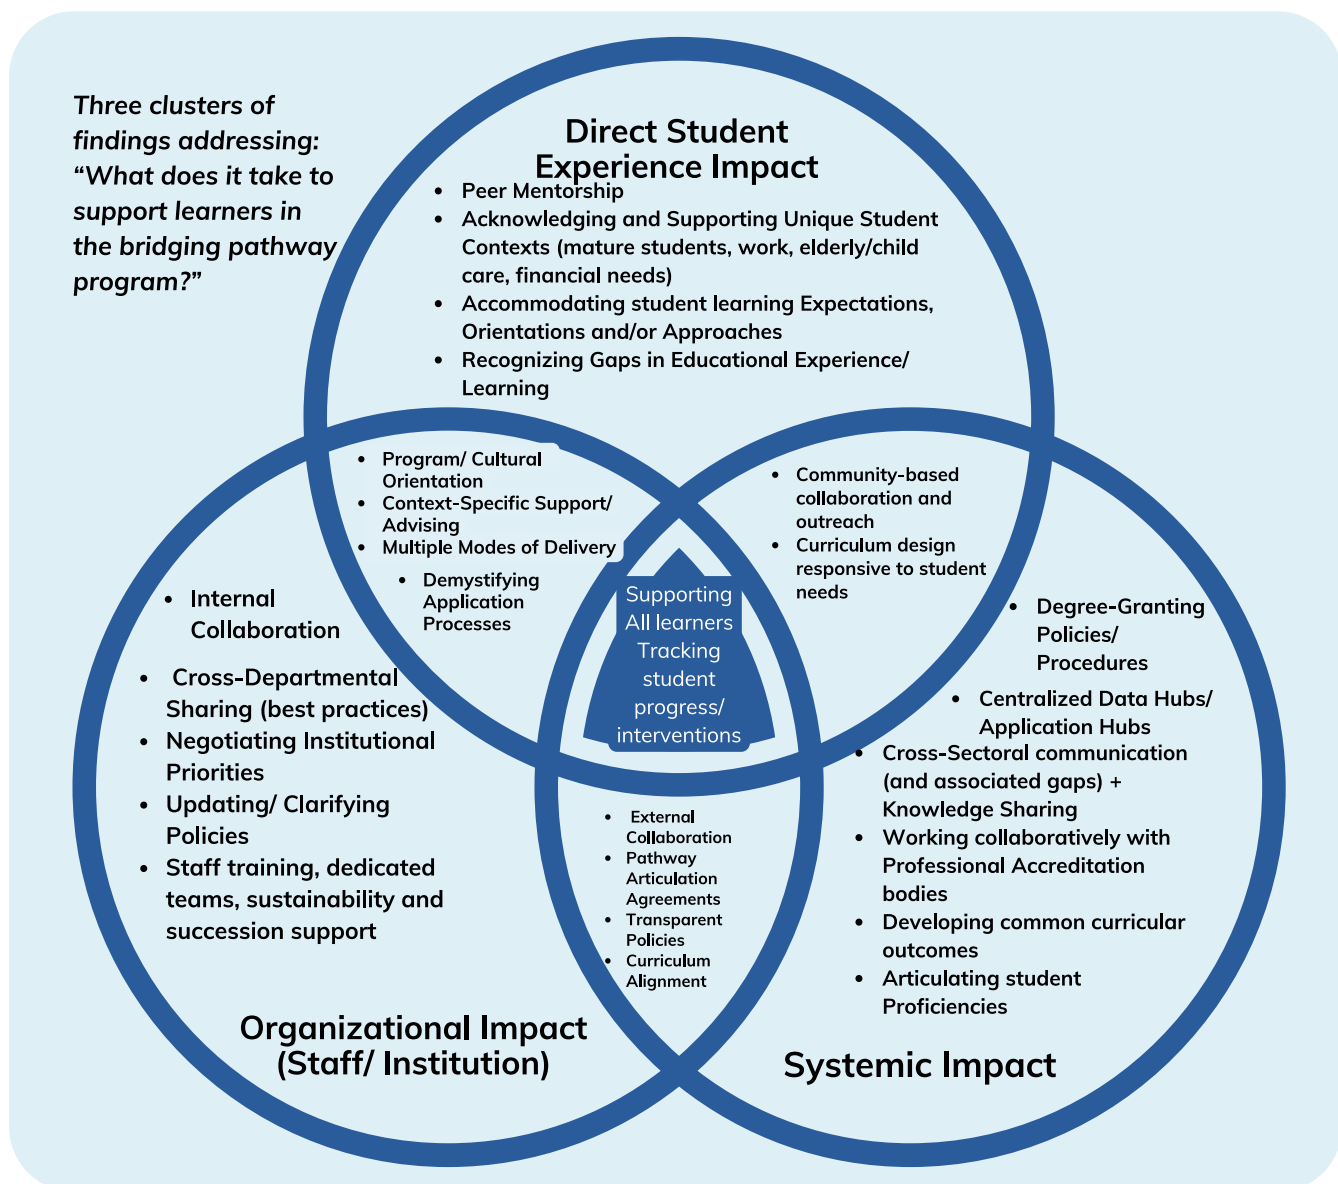 Three clusters of
findings addressing:
“What does it take to
support learners in
the bridging pathway
program?”
Direct Student
Experience Impact
• Peer Mentorship
• Acknowledging and Supporting Unique Student
Contexts (mature students, work, elderly/child
care, financial needs)
• Accommodating student learning Expectations,
Orientations and/or Approaches
• Recognizing Gaps in Educational Experience/
Learning
• Program/ Cultural
Orientation
• Context-Specific Support/
Advising
• Multiple Modes of Delivery
• Demystifying
Application
Processes
• Community-based
collaboration and
outreach
• Curriculum design
responsive to student
needs
Supporting
All learners
Tracking
student
progress/
interventions
• Internal
Collaboration
• Cross-Departmental
Sharing (best practices)
• Negotiating Institutional
Priorities
• Updating/ Clarifying
Policies
• Staff training, dedicated
teams, sustainability and
succession support
Organizational Impact
(Staff/ Institution)
• External
Collaboration
• Pathway
Articulation
Agreements
• Transparent
Policies
• Curriculum
Alignment
• Degree-Granting
Policies/
Procedures
• Centralized Data Hubs/
Application Hubs
• Cross-Sectoral communication
(and associated gaps) +
Knowledge Sharing
• Working collaboratively with
Professional Accreditation
bodies
• Developing common curricular
outcomes
• Articulating student
Proficiencies
Systemic Impact